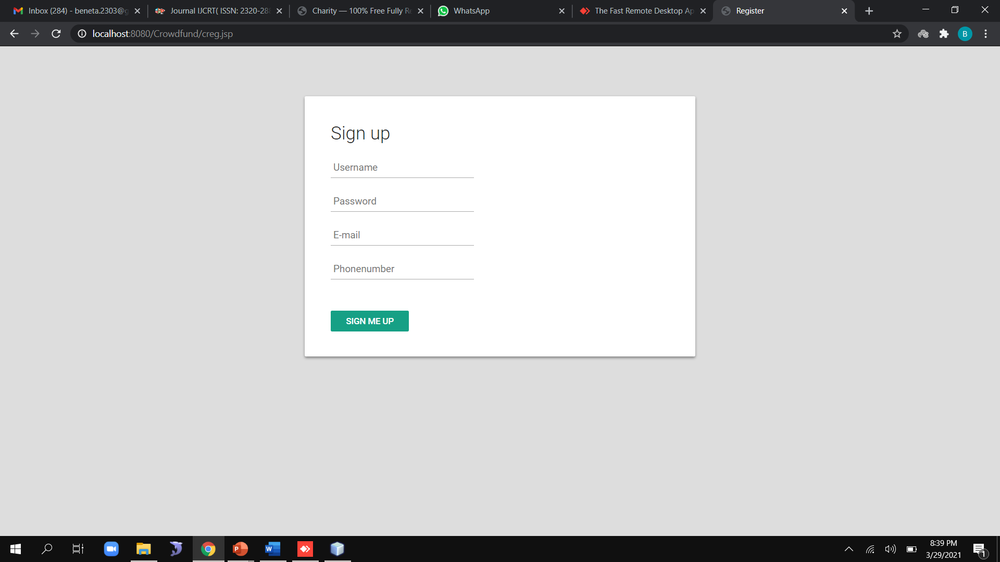 Inbox (284) - beneta.2303@g
Journal IJCRT( ISSN: 2320-288
Charity — 100% Free Fully Re
WhatsApp
The Fast Remote Desktop Ap
Register
localhost:8080/Crowdfund/creg.jsp
B
Sign up
Username
Password
E-mail
Phonenumber
SIGN ME UP
8:39 PM
3/29/2021
1